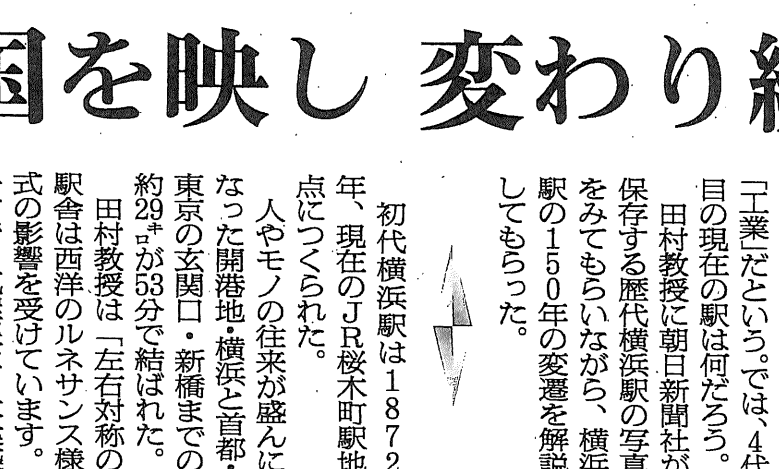 国を映し 変わり
「工業」だという。では、4代
目の現在の駅は何だろう。
田村教授に朝日新聞社が
保存する歴代横浜駅の写真
をみてもらいながら、横浜
駅の150年の変遷を解説
してもらった。
初代横浜駅は1872
年、現在のJR桜木町駅地
点につくられた。
人やモノの往来が盛んに
なった開港地・横浜と首都・
東京の玄関口・新橋までの
約29㌔が53分で結ばれた。
田村教授は「左右対称の
駅舎は西洋のルネサンス様
式の影響を受けています。